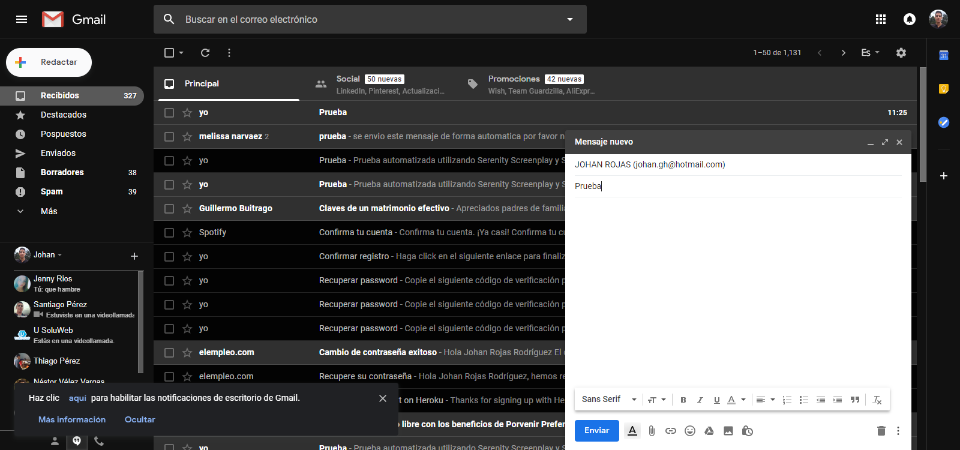 Gmail
Buscar en el correo electrónico
1–50 de 1,131
Es
Redactar
Recibidos 327
Destacados
Pospuestos
Enviados
Borradores 38
Spam 39
Más
Principal
Social 50 nuevas
LinkedIn, Pinterest, Actualizaci...
Promociones 42 nuevas
Wish, Team Guardzilla, AliExpr...
yo Prueba 11:25
melissa narvaez 2 prueba - se envio este mensaje de forma automatica por favor n
yo Prueba - Prueba automatizada utilizando Serenity Screenplay y S
yo Prueba - Prueba automatizada utilizando Serenity Screenplay y S
Guillermo Buitrago Claves de un matrimonio efectivo - Apreciados padres de famili
Spotify Confirma tu cuenta - Confirma tu cuenta. ¡Ya casi! Confirma tu c
yo Confirmar registro - Haga click en el siguiente enlace para finaliz
yo Recuperar password - Copie el siguiente código de verificación p
yo Recuperar password - Copie el siguiente código de verificación p
yo Recuperar password - Copie el siguiente código de verificación p
elempleo.com Cambio de contraseña exitoso - Hola Johan Rojas Rodríguez El
elempleo.com Recupere su contraseña - Hola Johan Rojas Rodríguez, hemos re
t on Heroku - Thanks for signing up with He
libre con los beneficios de Porvenir Prefer
yo Prueba - Prueba automatizada utilizando Serenity Screenplay y S
Johan
Jenny Rios
Tú: que hambre
Santiago Pérez
Estuviste en una videollamada
U SoluWeb
Estás en una videollamada.
Thiago Pérez
Néstor Vélez Vargas
Haz clic aquí para habilitar las notificaciones de escritorio de Gmail.
Más información Ocultar
Mensaje nuevo
JOHAN ROJAS (johan.gh@hotmail.com)
Prueba
Sans Serif
Enviar